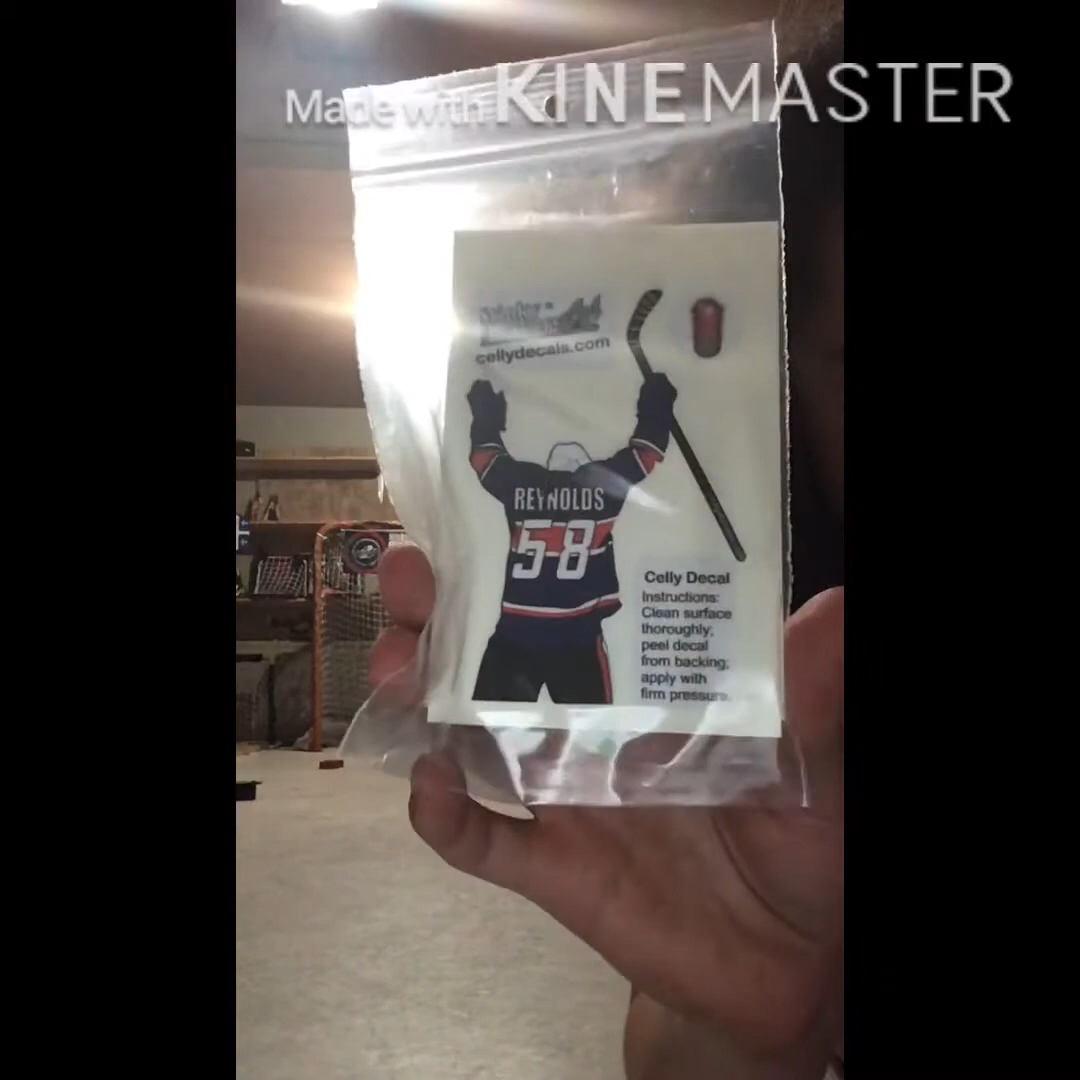 Made with KINEMASTER
cellydecals.com
REYNOLDS
58
Celly Decal
Instructions:
Clean surface
thoroughly;
peel decal
from backing;
apply with
firm pressure.